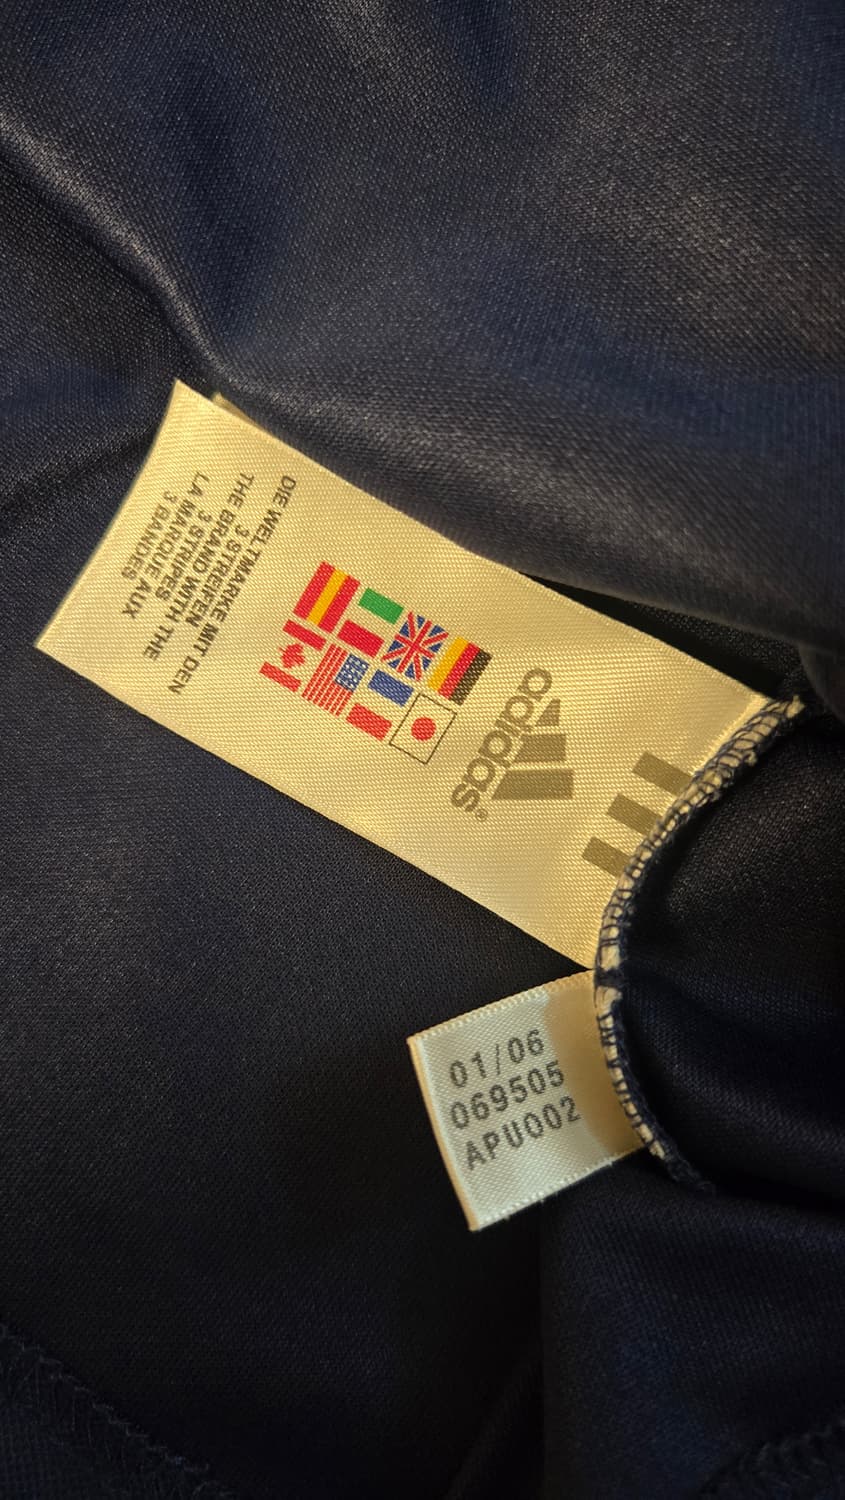 adidas®
DIE WELTMARKE MIT DEN
3 STREIFEN
THE BRAND WITH THE
3 STRIPES
LA MARQUE AUX
3 BANDES
01/06
069505
APU002